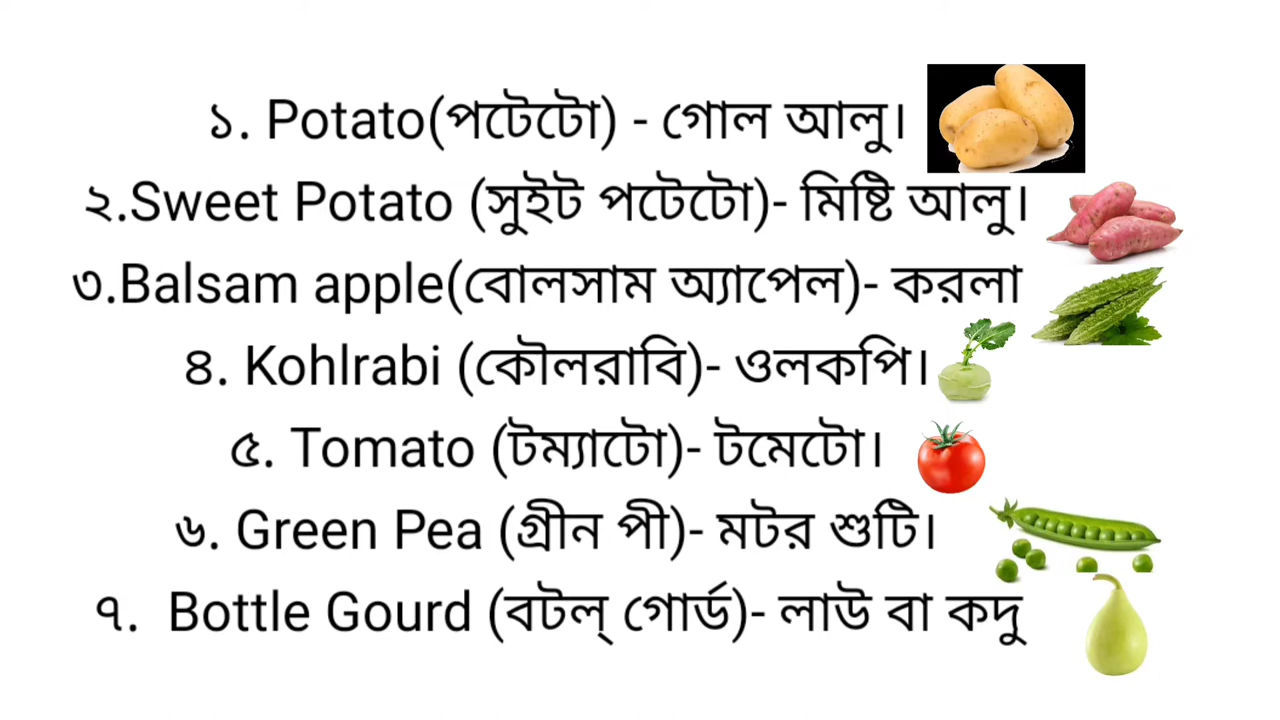 ১. Potato(পটেটো) - গোল আলু।
২.Sweet Potato (সুইট পটেটো)- মিষ্টি আলু।
৩.Balsam apple(বোলসাম অ্যাপেল)- করলা
৪. Kohlrabi (কৌলরাবি)- ওলকপি।
৫. Tomato (টম্যাটো)- টমেটো।
৬. Green Pea (গ্রীন পী)- মটর শুটি।
৭. Bottle Gourd (বটল্ গোর্ড)- লাউ বা কদু